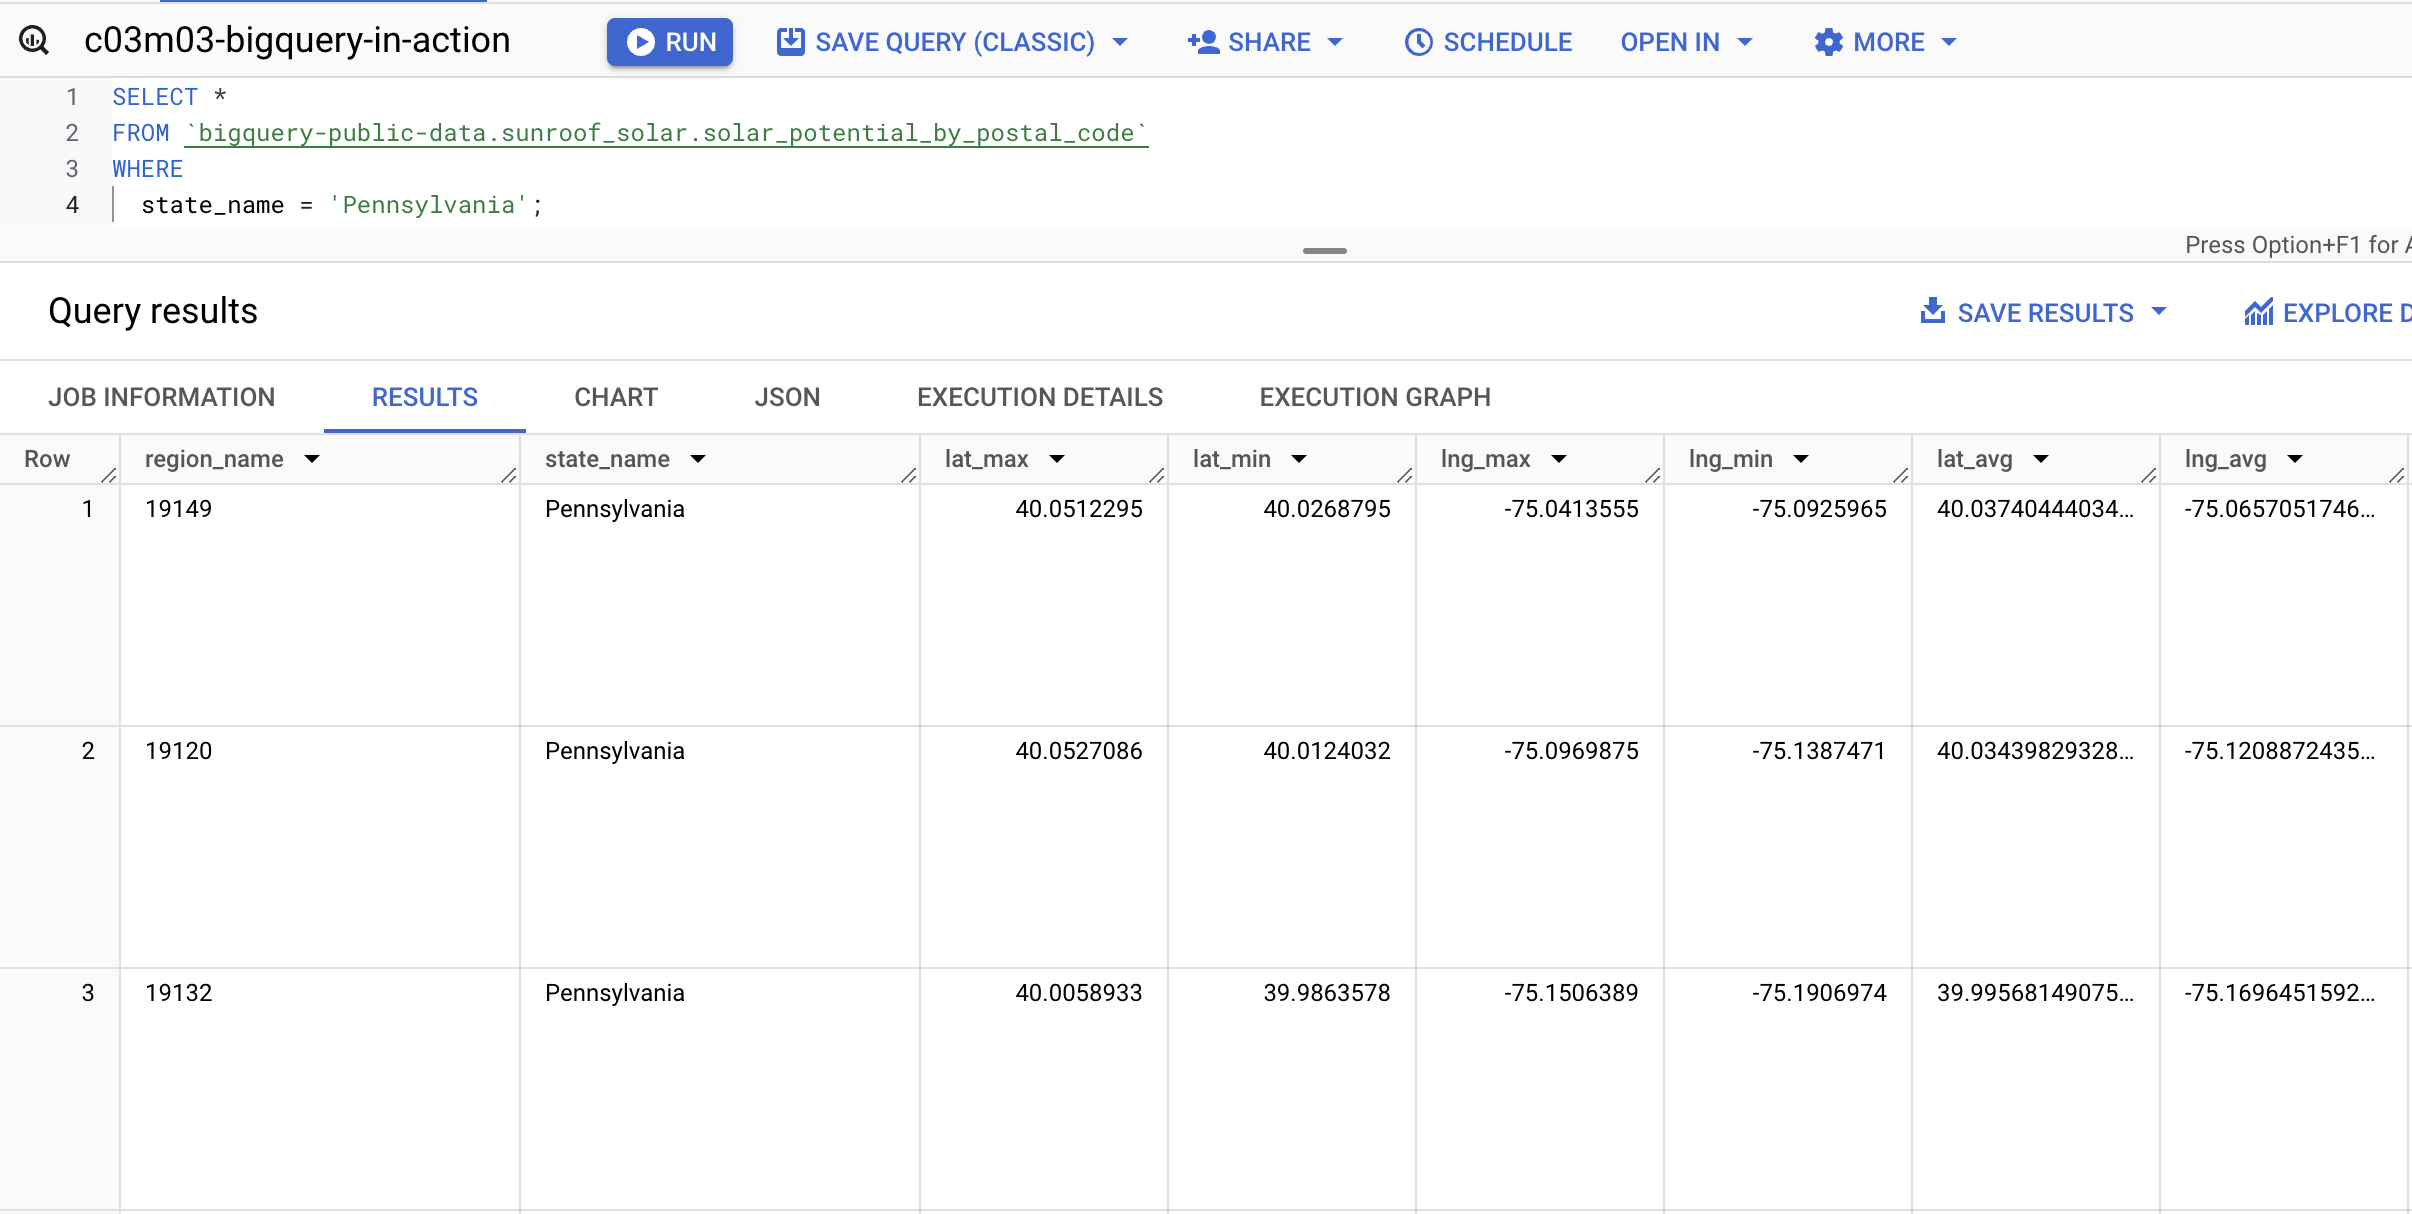 c03m03-bigquery-in-action RUN SAVE QUERY (CLASSIC) SHARE SCHEDULE OPEN IN MORE
1 SELECT *
2 FROM `bigquery-public-data.sunroof_solar.solar_potential_by_postal_code`
3 WHERE
4 state_name = 'Pennsylvania';
Press Option+F1 for
Query results SAVE RESULTS EXPLORE
JOB INFORMATION RESULTS CHART JSON EXECUTION DETAILS EXECUTION GRAPH
Row region_name state_name lat_max lat_min lng_max lng_min lat_avg lng_avg
1 19149 Pennsylvania 40.0512295 40.0268795 -75.0413555 -75.0925965 40.03740444034... -75.0657051746...
2 19120 Pennsylvania 40.0527086 40.0124032 -75.0969875 -75.1387471 40.03439829328... -75.1208872435...
3 19132 Pennsylvania 40.0058933 39.9863578 -75.1506389 -75.1906974 39.99568149075... -75.1696451592...